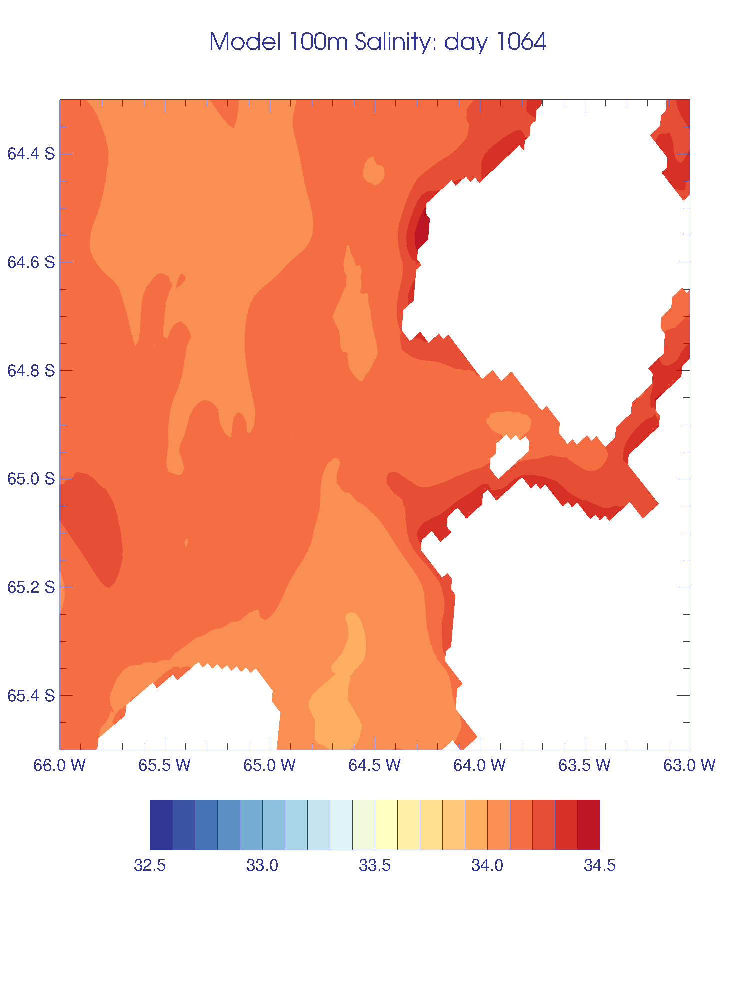 Model 100m Salinity: day 1064
64.4 S
64.6 S
64.8 S
65.0 S
65.2 S
65.4 S
66.0 W 65.5 W 65.0 W 64.5 W 64.0 W 63.5 W 63.0 W
32.5 33.0 33.5 34.0 34.5